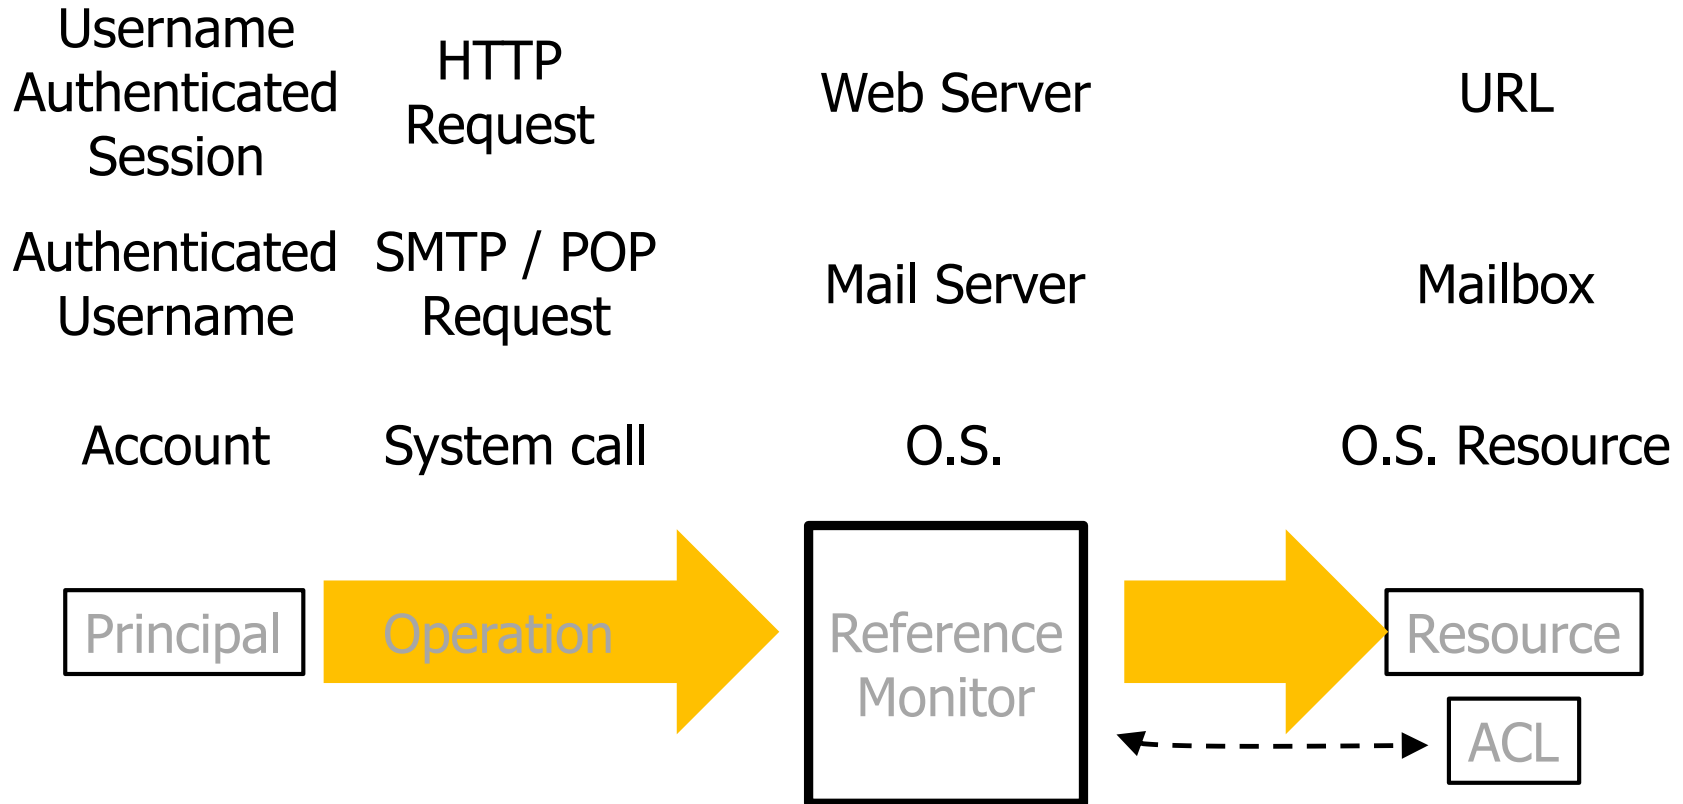 Username
Authenticated
Session
HTTP
Request
Web Server
URL
Authenticated
Username
SMTP / POP
Request
Mail Server
Mailbox
Account
System call
O.S.
O.S. Resource
Principal
Operation
Reference
Monitor
Resource
ACL